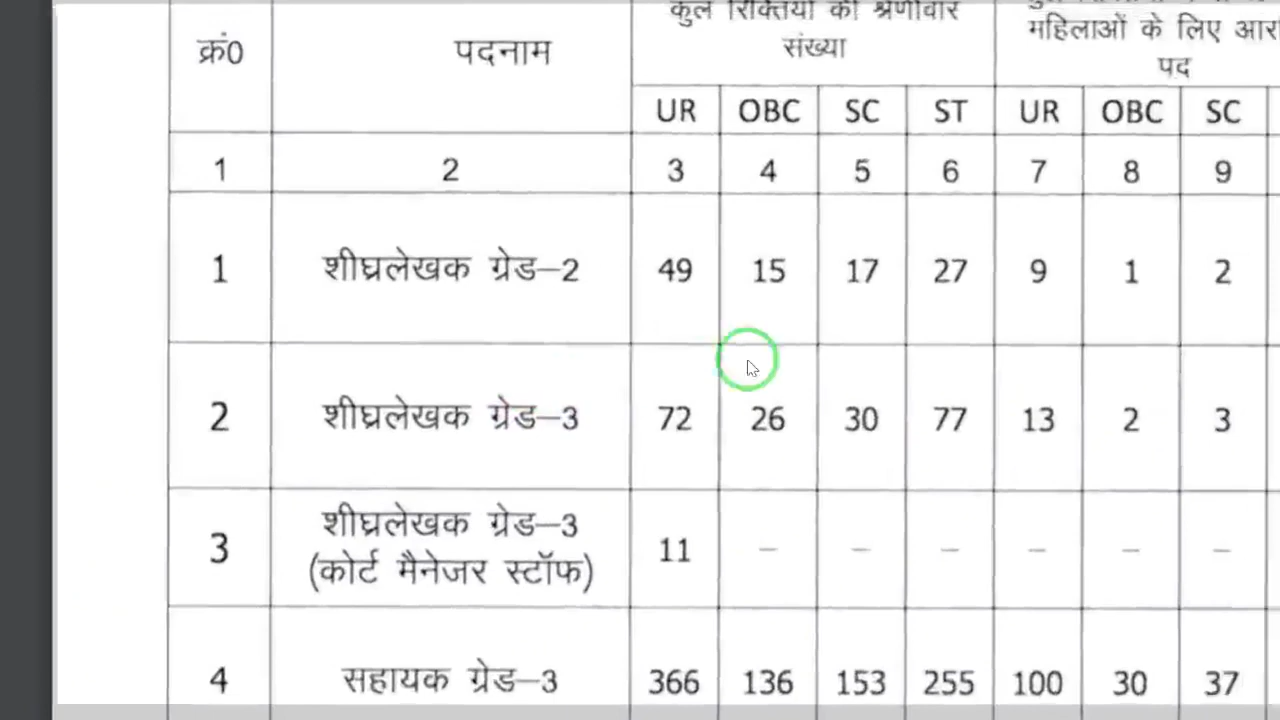 कुल रिक्तियों की श्रेणीवार
संख्या
महिलाओं के लिए
पद
क्रं0 पदनाम
UR OBC SC ST UR OBC SC
1 2 3 4 5 6 7 8 9
1 शीघ्रलेखक ग्रेड–2 49 15 17 27 9 1 2
2 शीघ्रलेखक ग्रेड–3 72 26 30 77 13 2 3
3 शीघ्रलेखक ग्रेड–3
(कोर्ट मैनेजर स्टॉफ) 11 – – – – – –
4 सहायक ग्रेड–3 366 136 153 255 100 30 37